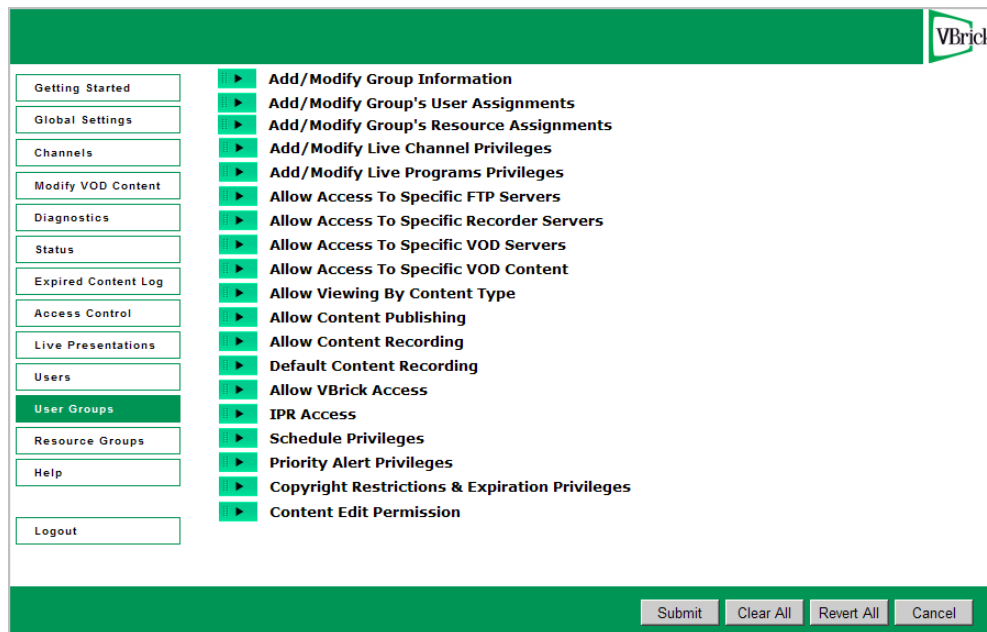 VBrick
Getting Started
Global Settings
Channels
Modify VOD Content
Diagnostics
Status
Expired Content Log
Access Control
Live Presentations
Users
User Groups
Resource Groups
Help
Logout
Add/Modify Group Information
Add/Modify Group's User Assignments
Add/Modify Group's Resource Assignments
Add/Modify Live Channel Privileges
Add/Modify Live Programs Privileges
Allow Access To Specific FTP Servers
Allow Access To Specific Recorder Servers
Allow Access To Specific VOD Servers
Allow Access To Specific VOD Content
Allow Viewing By Content Type
Allow Content Publishing
Allow Content Recording
Default Content Recording
Allow VBrick Access
IPR Access
Schedule Privileges
Priority Alert Privileges
Copyright Restrictions & Expiration Privileges
Content Edit Permission
Submit
Clear All
Revert All
Cancel